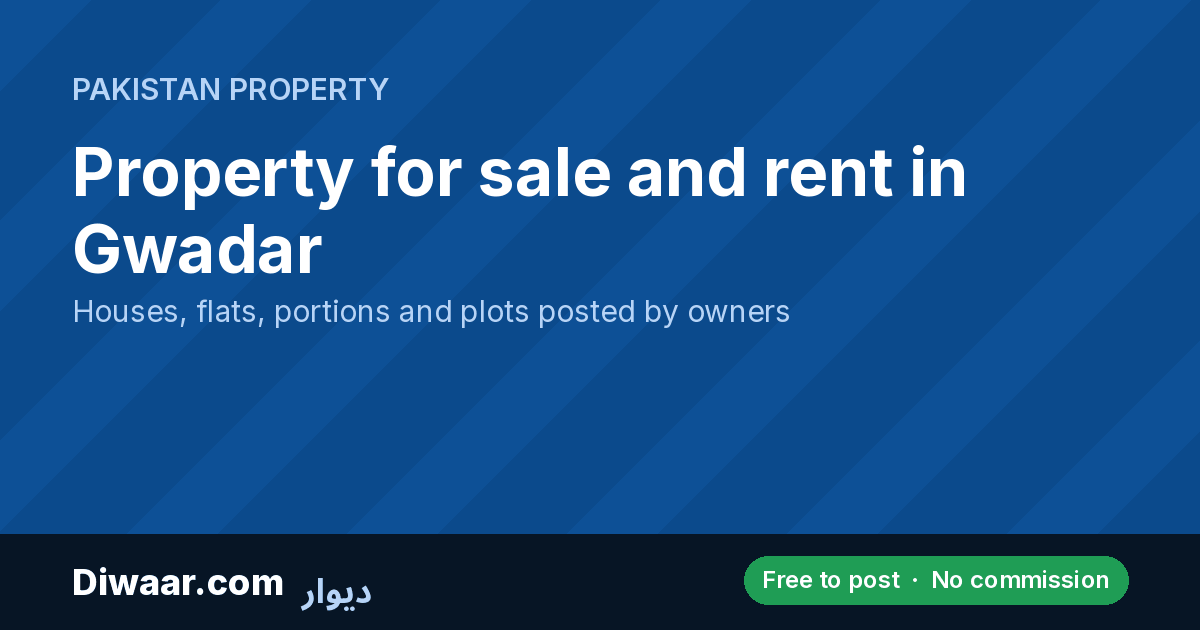 PAKISTAN PROPERTY
Property for sale and rent in
Gwadar
Houses, flats, portions and plots posted by owners
Diwaar.com دیوار
Free to post · No commission